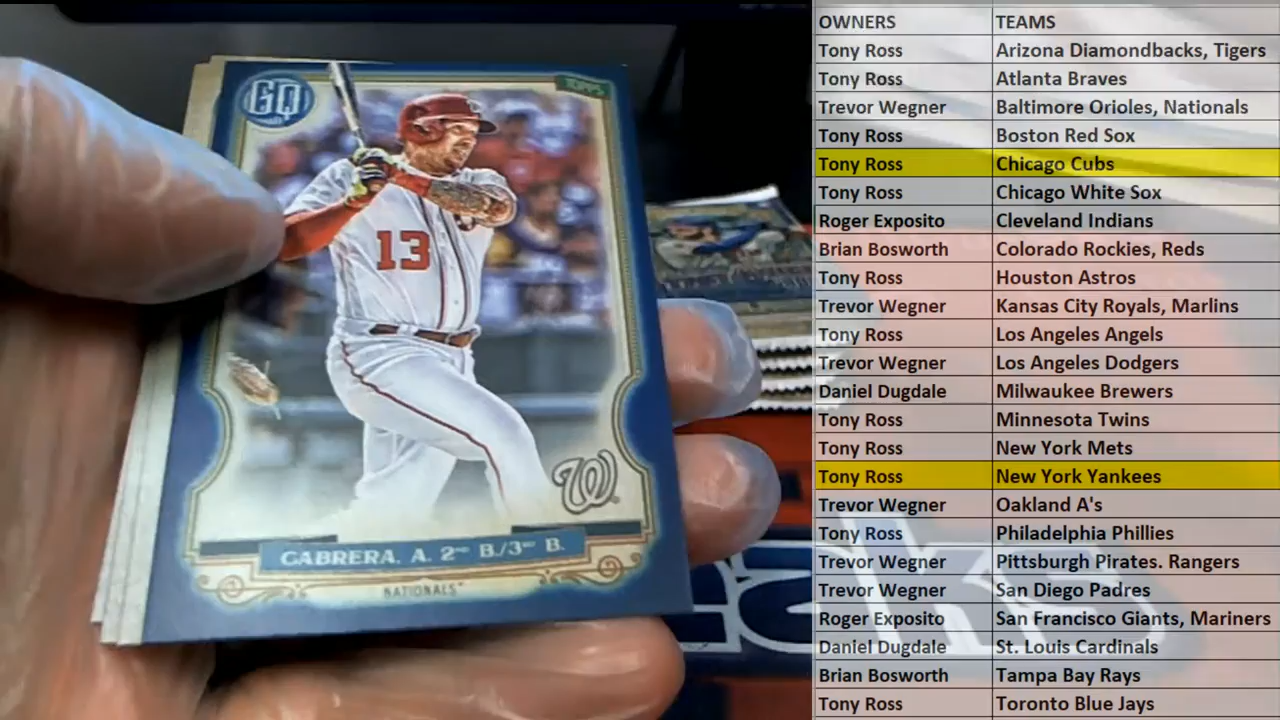 GQ
TOPPS
13
W
CABRERA. A. 2ND B./3RD B.
NATIONALS
OWNERS TEAMS
Tony Ross Arizona Diamondbacks, Tigers
Tony Ross Atlanta Braves
Trevor Wegner Baltimore Orioles, Nationals
Tony Ross Boston Red Sox
Tony Ross Chicago Cubs
Tony Ross Chicago White Sox
Roger Exposito Cleveland Indians
Brian Bosworth Colorado Rockies, Reds
Tony Ross Houston Astros
Trevor Wegner Kansas City Royals, Marlins
Tony Ross Los Angeles Angels
Trevor Wegner Los Angeles Dodgers
Daniel Dugdale Milwaukee Brewers
Tony Ross Minnesota Twins
Tony Ross New York Mets
Tony Ross New York Yankees
Trevor Wegner Oakland A's
Tony Ross Philadelphia Phillies
Trevor Wegner Pittsburgh Pirates. Rangers
Trevor Wegner San Diego Padres
Roger Exposito San Francisco Giants, Mariners
Daniel Dugdale St. Louis Cardinals
Brian Bosworth Tampa Bay Rays
Tony Ross Toronto Blue Jays